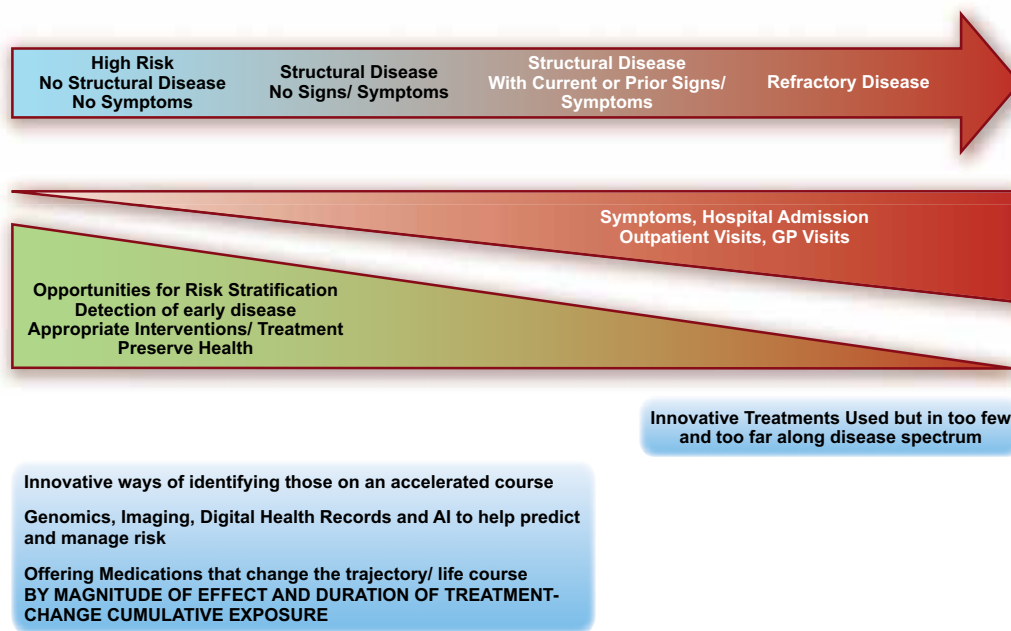 High Risk
No Structural Disease
No Symptoms
Structural Disease
No Signs/ Symptoms
Structural Disease
With Current or Prior Signs/
Symptoms
Refractory Disease
Symptoms, Hospital Admission
Outpatient Visits, GP Visits
Opportunities for Risk Stratification
Detection of early disease
Appropriate Interventions/ Treatment
Preserve Health
Innovative Treatments Used but in too few
and too far along disease spectrum
Innovative ways of identifying those on an accelerated course
Genomics, Imaging, Digital Health Records and AI to help predict
and manage risk
Offering Medications that change the trajectory/ life course
BY MAGNITUDE OF EFFECT AND DURATION OF TREATMENT-
CHANGE CUMULATIVE EXPOSURE